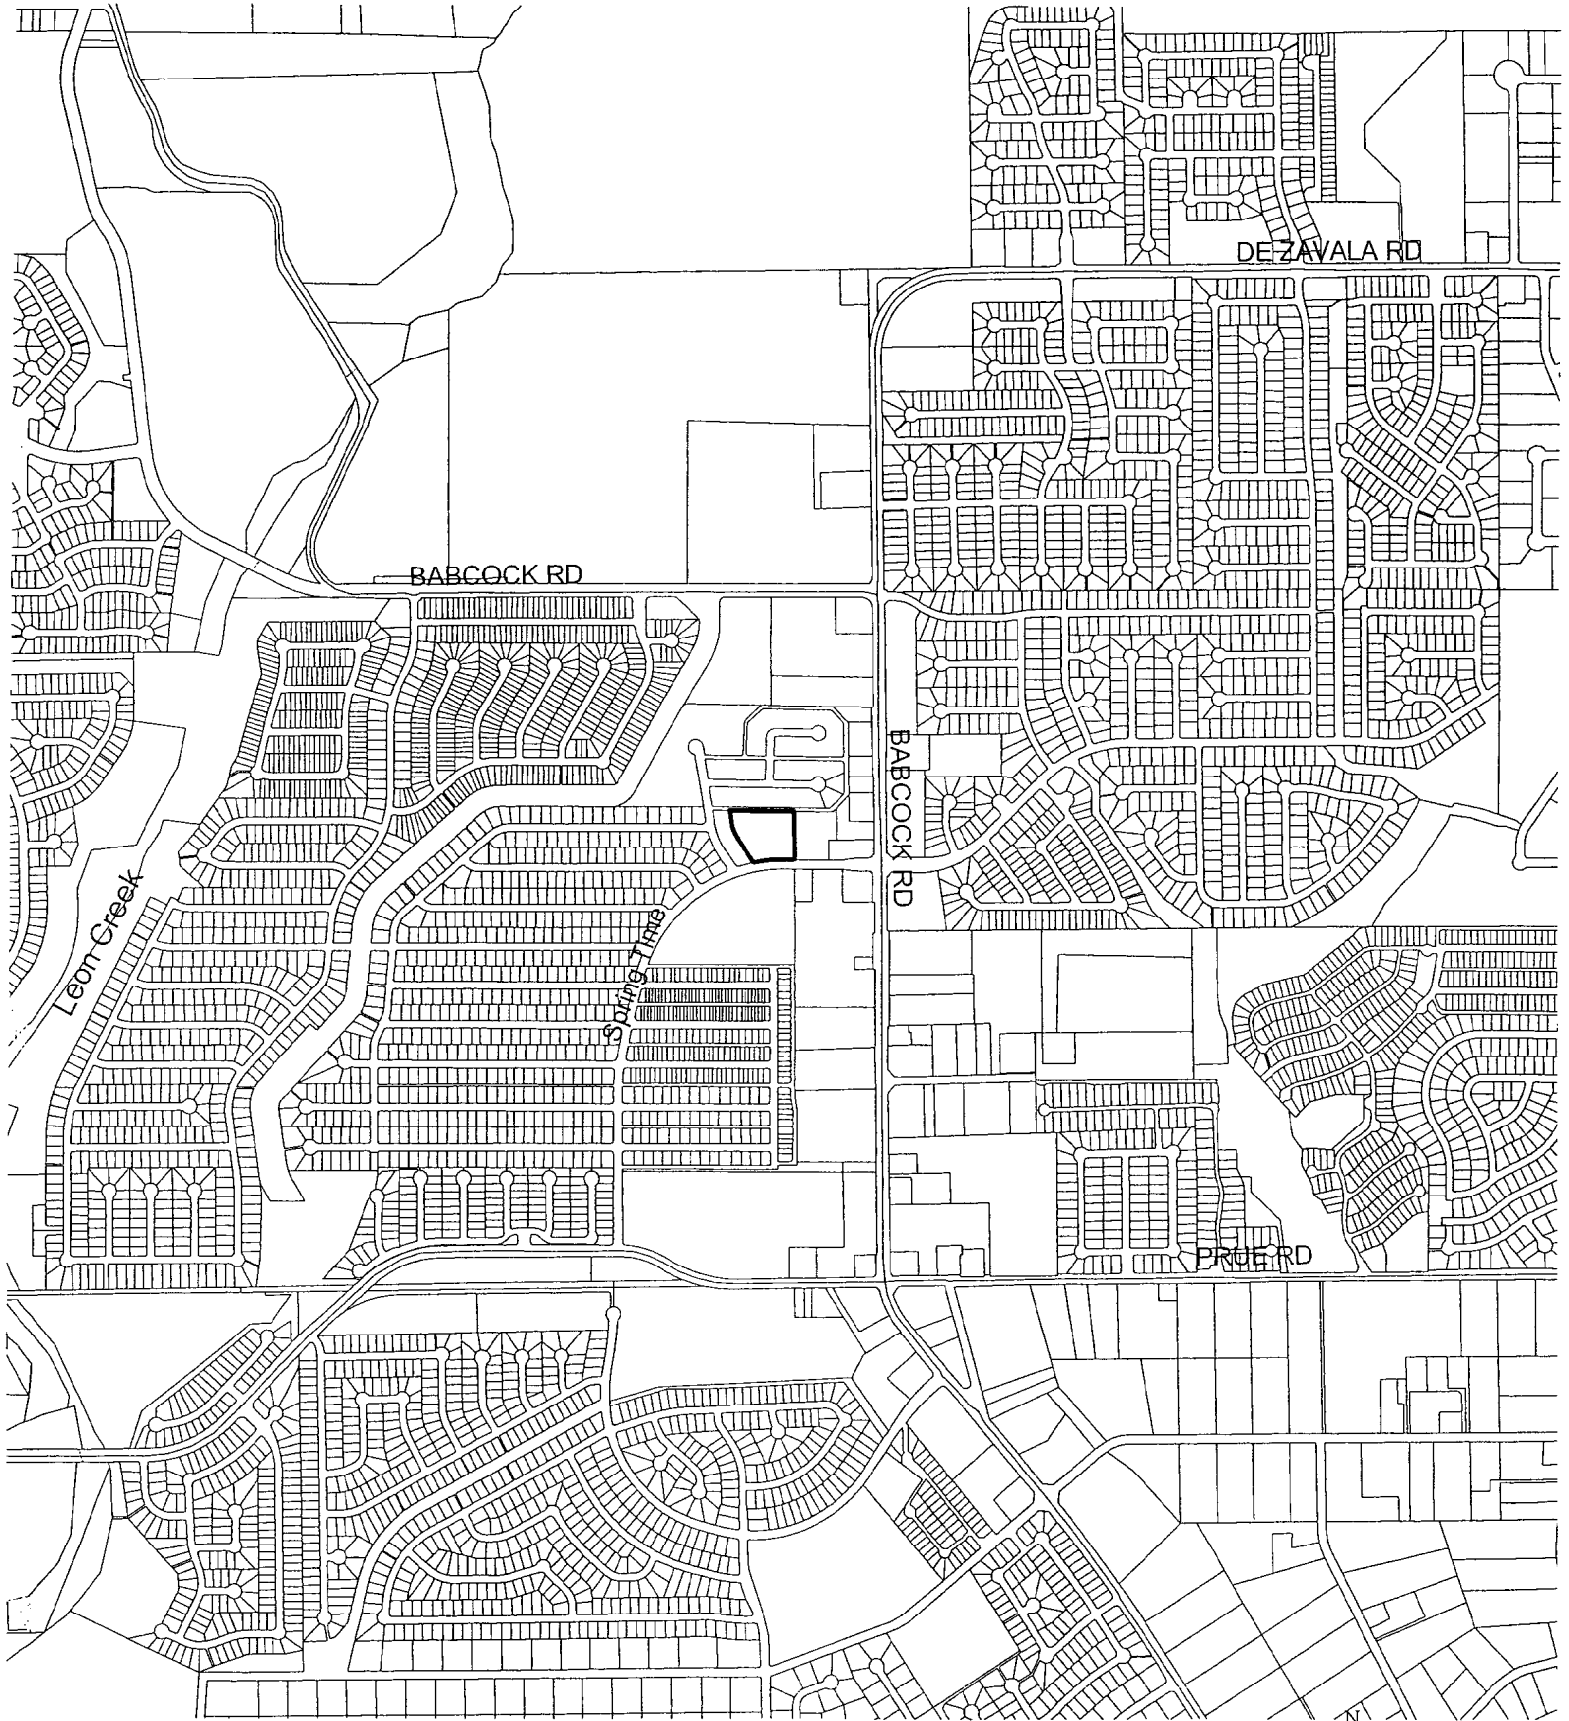 DE ZAVALA RD
BABCOCK RD
BABCOCK RD
Leon Creek
Spring Time
PRUE RD
N